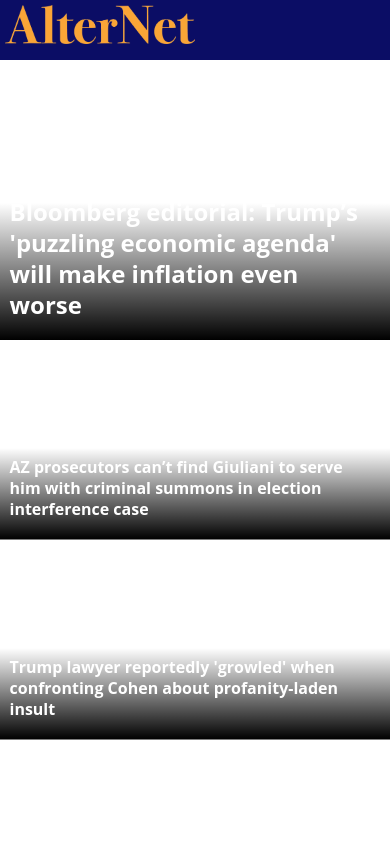 AlterNet
Bloomberg editorial: Trump's
'puzzling economic agenda'
will make inflation even
worse
AZ prosecutors can’t find Giuliani to serve
him with criminal summons in election
interference case
Trump lawyer reportedly 'growled' when
confronting Cohen about profanity-laden
insult